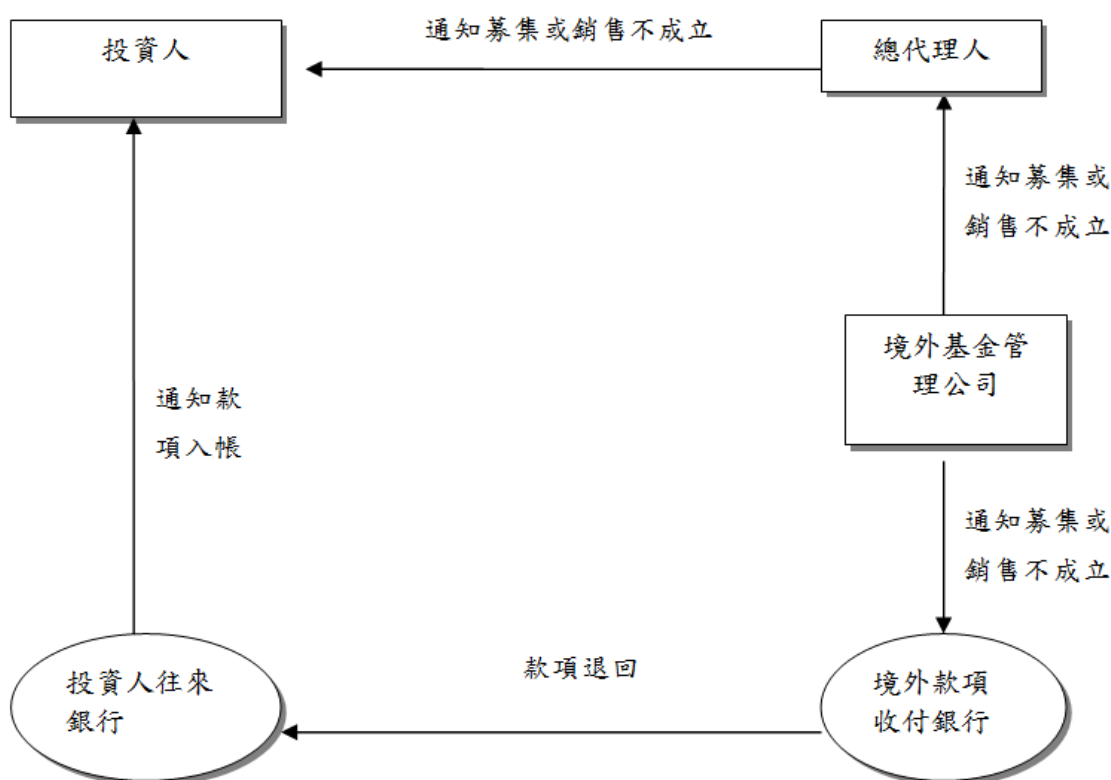 投資人
通知募集或銷售不成立
總代理人
通知募集或
銷售不成立
境外基金管
理公司
通知款
項入帳
通知募集或
銷售不成立
投資人往來
銀行
款項退回
境外款項
收付銀行